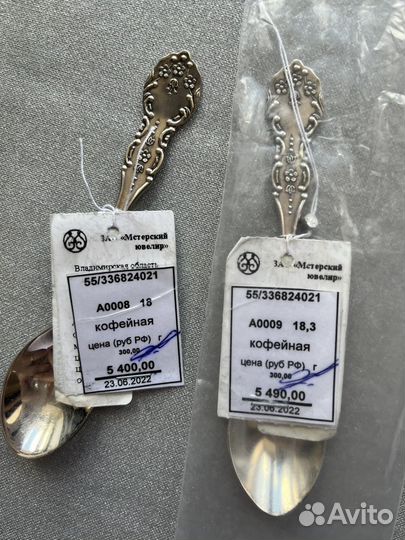 ЗАО «Мстерский
ювелир»
Владимирская область
55/336824021
А0008 18
кофейная
цена (руб РФ) г
300,00
5 400,00
23.06.2022
«Мстерский
ювелир»
55/336824021
А0009 18,3
кофейная
цена (руб РФ) г
300,00
5 490,00
23.06.2022
Avito